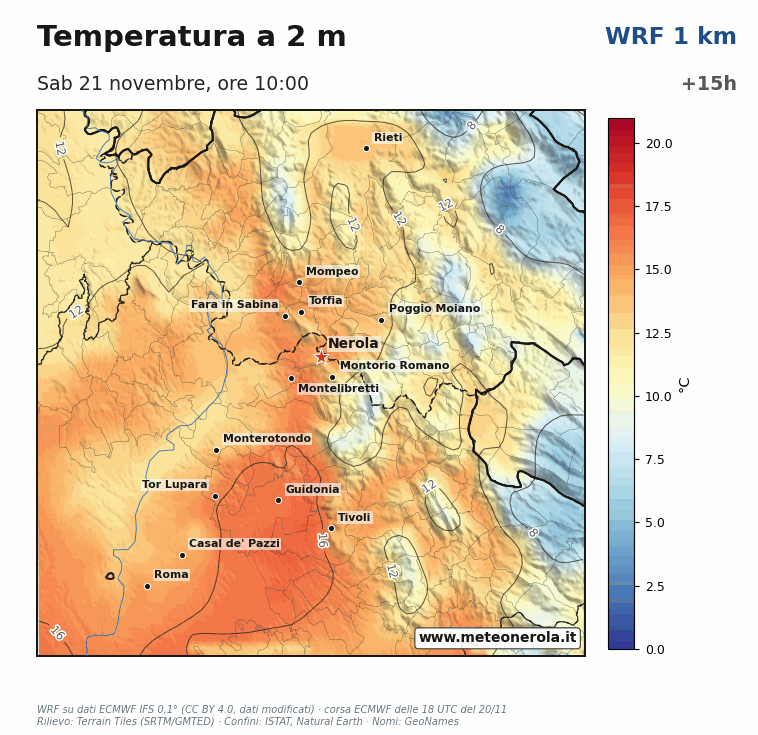 Temperatura a 2 m
WRF 1 km
Sab 21 novembre, ore 10:00
+15h
Rieti
Mompeo
Fara in Sabina
Toffia
Poggio Moiano
Nerola
Montorio Romano
Montelibretti
Monterotondo
Tor Lupara
Guidonia
Tivoli
Casal de' Pazzi
Roma
12
8
12
12
12
8
12
12
16
8
12
16
www.meteonerola.it
20.0
17.5
15.0
12.5
10.0
7.5
5.0
2.5
0.0
°C
WRF su dati ECMWF IFS 0,1° (CC BY 4.0, dati modificati) · corsa ECMWF delle 18 UTC del 20/11
Rilievo: Terrain Tiles (SRTM/GMTED) · Confini: ISTAT, Natural Earth · Nomi: GeoNames